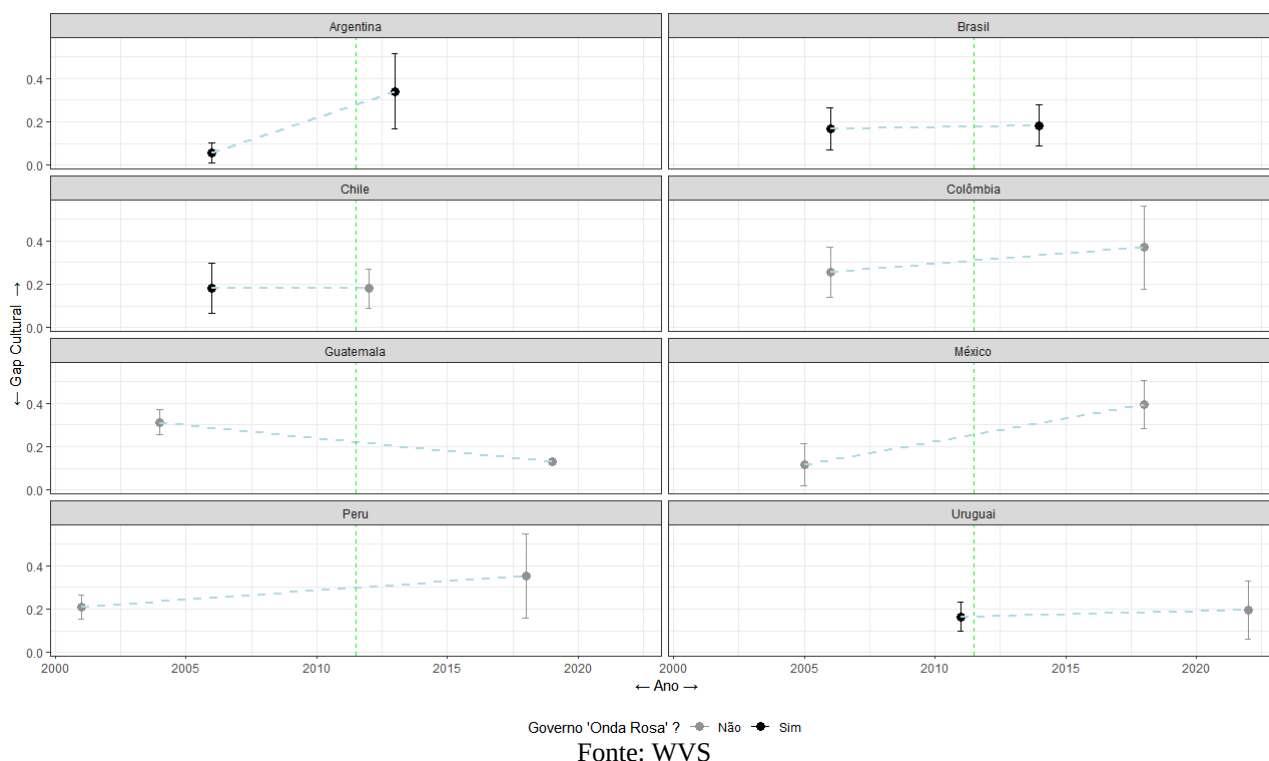 Argentina
Brasil
0.4
0.2
0.0
Chile
Colômbia
0.4
0.2
0.0
← Gap Cultural →
Guatemala
México
0.4
0.2
0.0
Peru
Uruguai
0.4
0.2
0.0
2000 2005 2010 2015 2020 2000 2005 2010 2015 2020
← Ano →
Governo 'Onda Rosa' ? Não Sim
Fonte: WVS